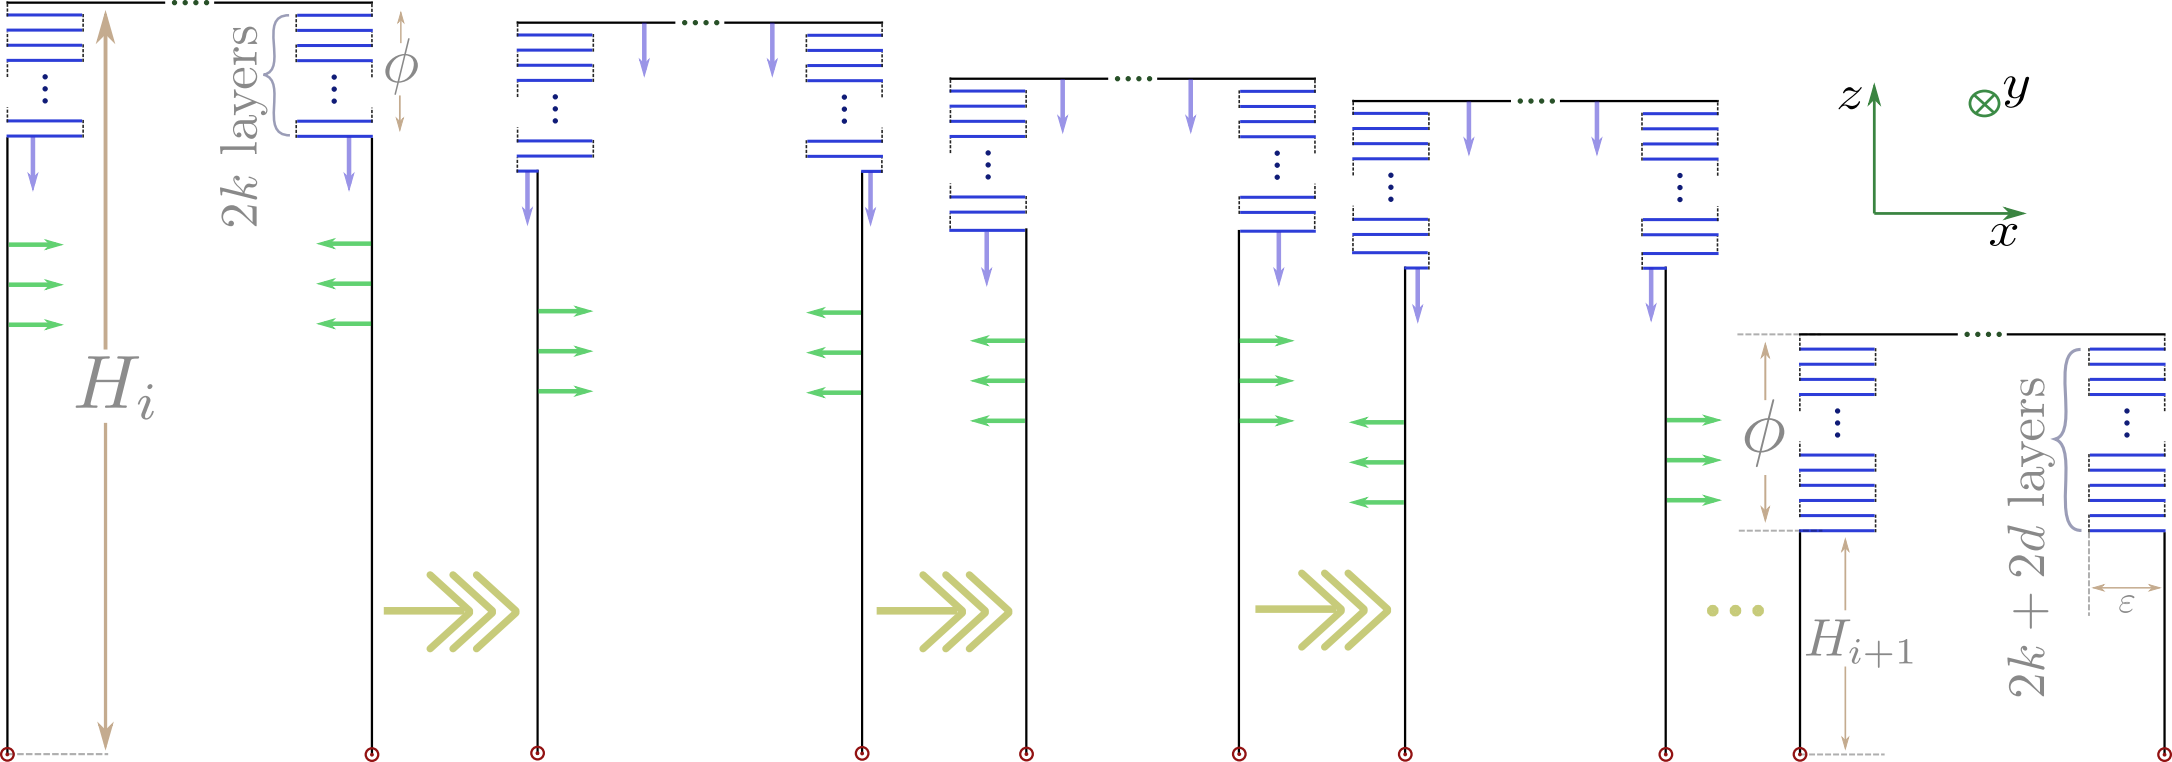 H_i
2k layers
ϕ
z
y
x
ϕ
H_{i+1}
2k + 2d layers
ε